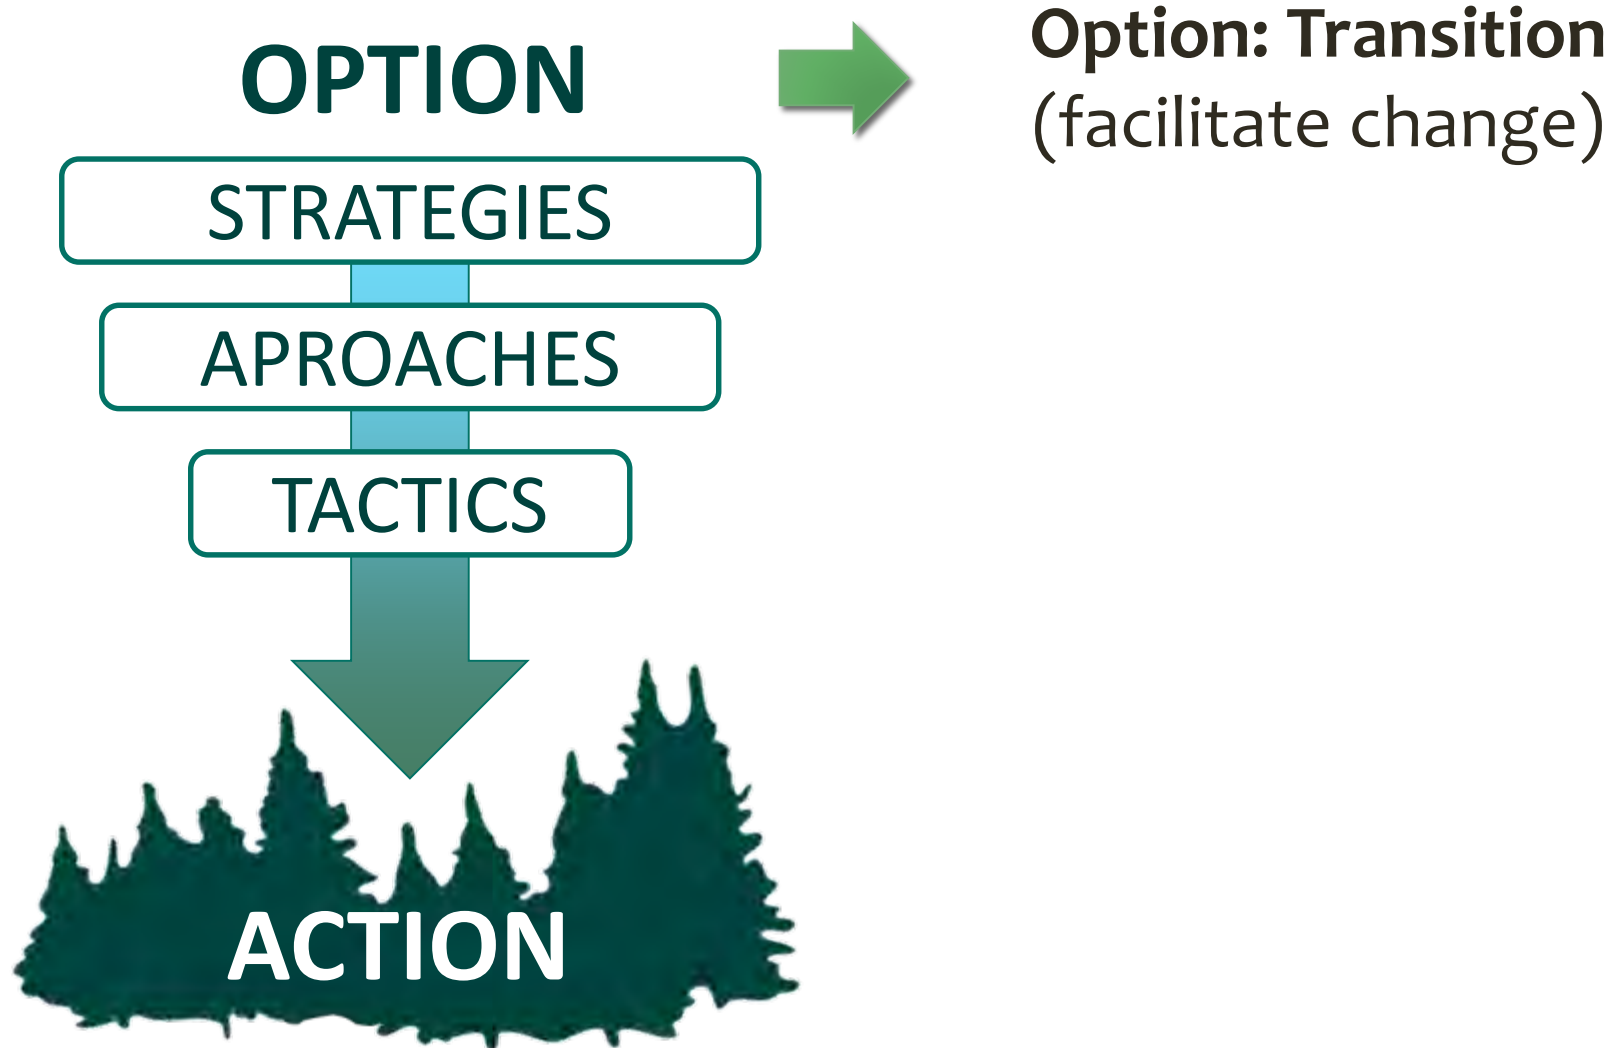 OPTION
Option: Transition
(facilitate change)
STRATEGIES
APROACHES
TACTICS
ACTION